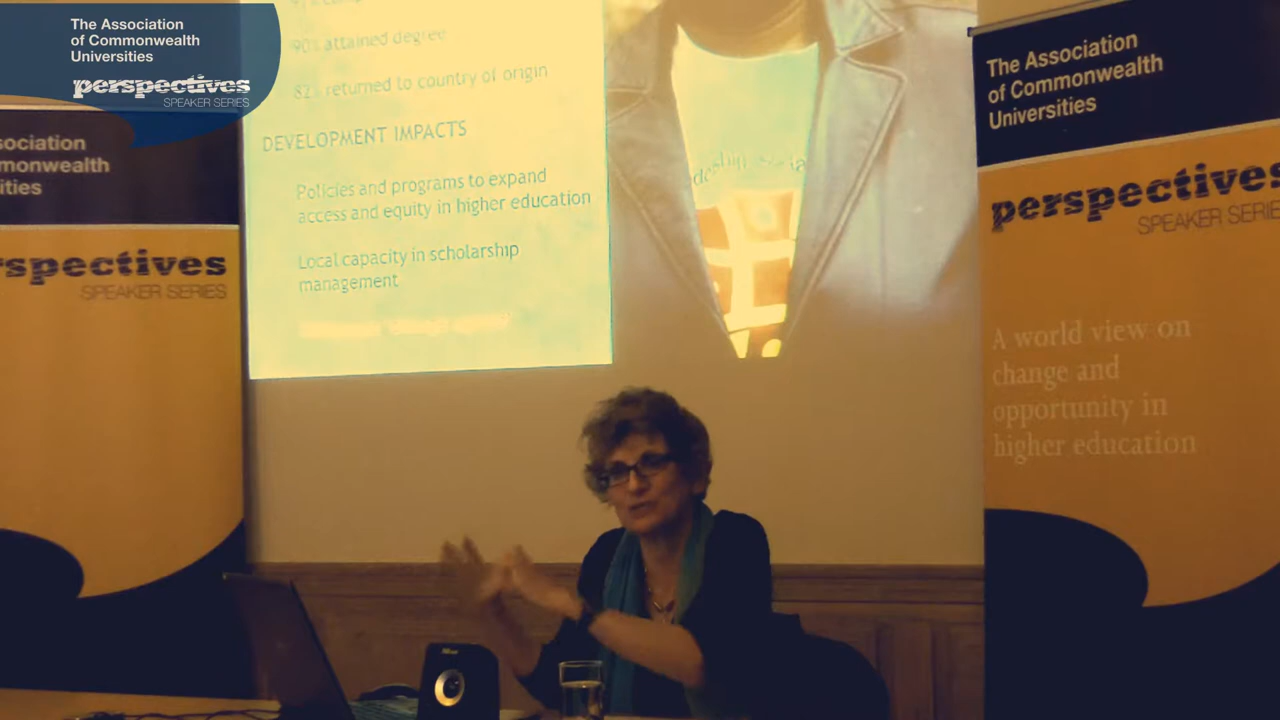 The Association
of Commonwealth
Universities
perspectives
SPEAKER SERIES
sociation
monwealth
ities
rspectives
SPEAKER SERIES
90% attained degree
82% returned to country of origin
DEVELOPMENT IMPACTS
Policies and programs to expand
access and equity in higher education
Local capacity in scholarship
management
The Association
of Commonwealth
Universities
perspectives
SPEAKER SERIE
A world view on
change and
opportunity in
higher education